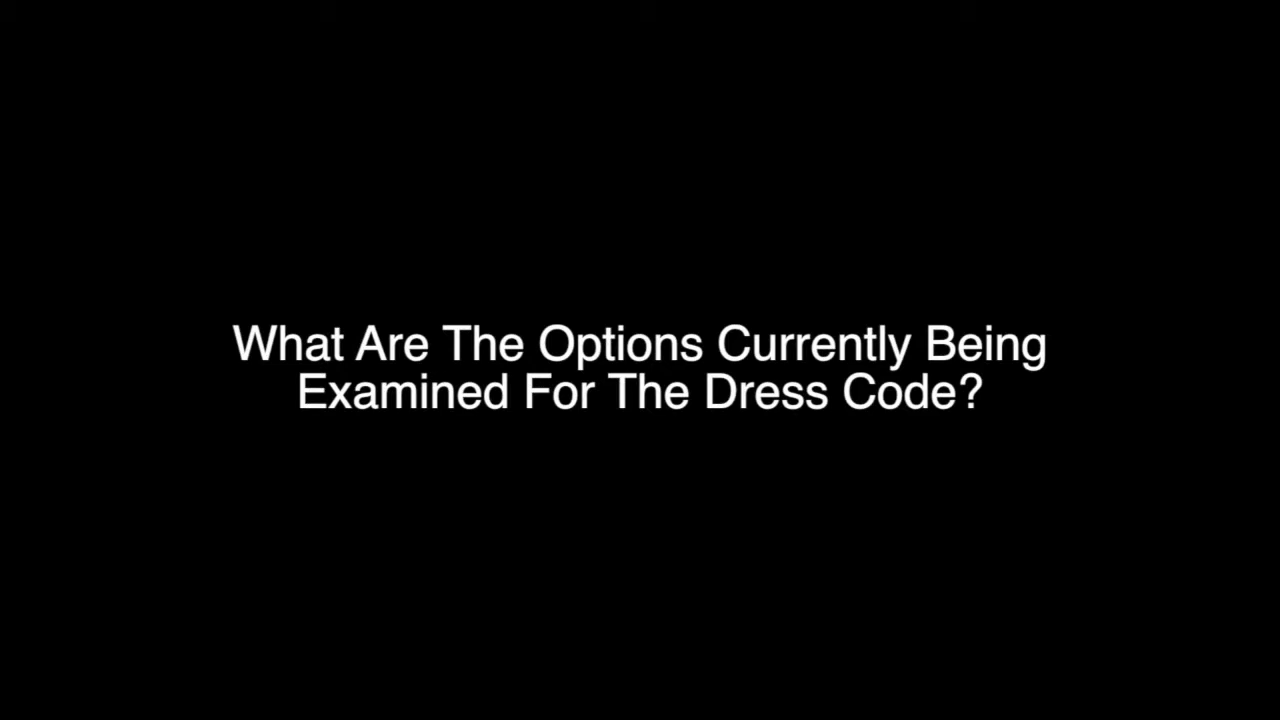 What Are The Options Currently Being
Examined For The Dress Code?